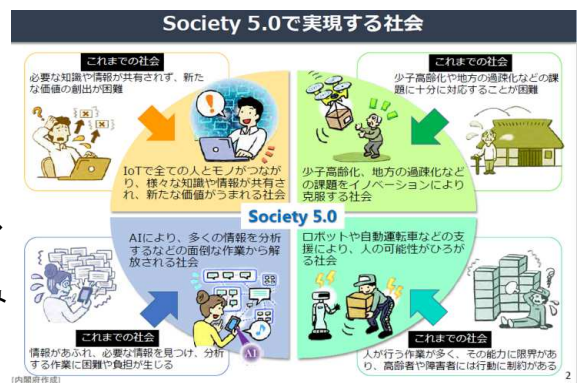 Society 5.0で実現する社会
これまでの社会
必要な知識や情報が共有されず、新た
な価値の創出が困難
これまでの社会
少子高齢化や地方の過疎化などの課
題に十分に対応することが困難
IoTで全ての人とモノがつなが
り、様々な知識や情報が共有さ
れ、新たな価値がうまれる社会
少子高齢化、地方の過疎化など
の課題をイノベーションにより
克服する社会
Society 5.0
AIにより、多くの情報を分析
するなどの面倒な作業から解
放される社会
ロボットや自動運転車などの支
援により、人の可能性がひろが
る社会
AI
これまでの社会
情報があふれ、必要な情報を見つけ、分析
する作業に困難や負担が生じる
これまでの社会
人が行う作業が多く、その能力に限界があ
り、高齢者や障害者には行動に制約がある
[内閣府作成]
2